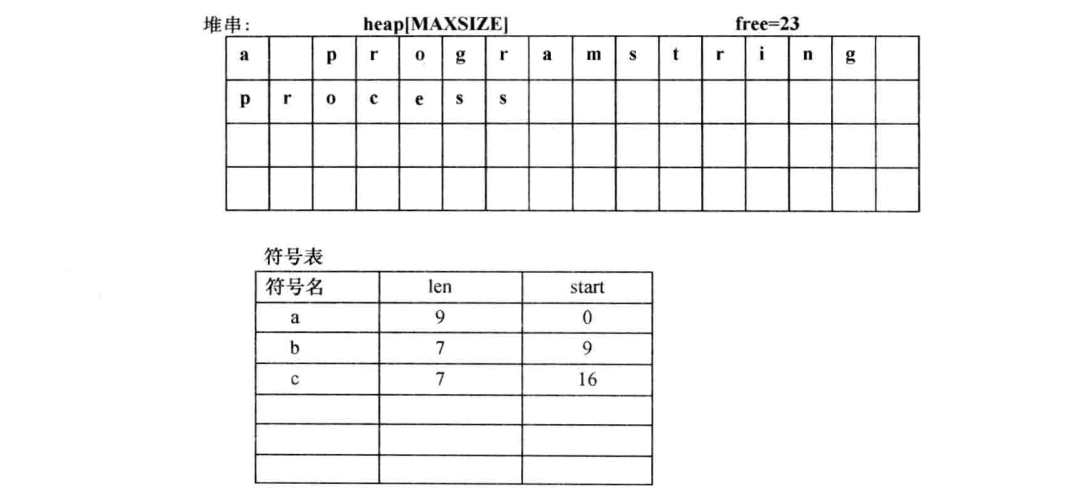 堆串: heap[MAXSIZE] free=23
a p r o g r a m s t r i n g
p r o c e s s
符号表
符号名 len start
a 9 0
b 7 9
c 7 16